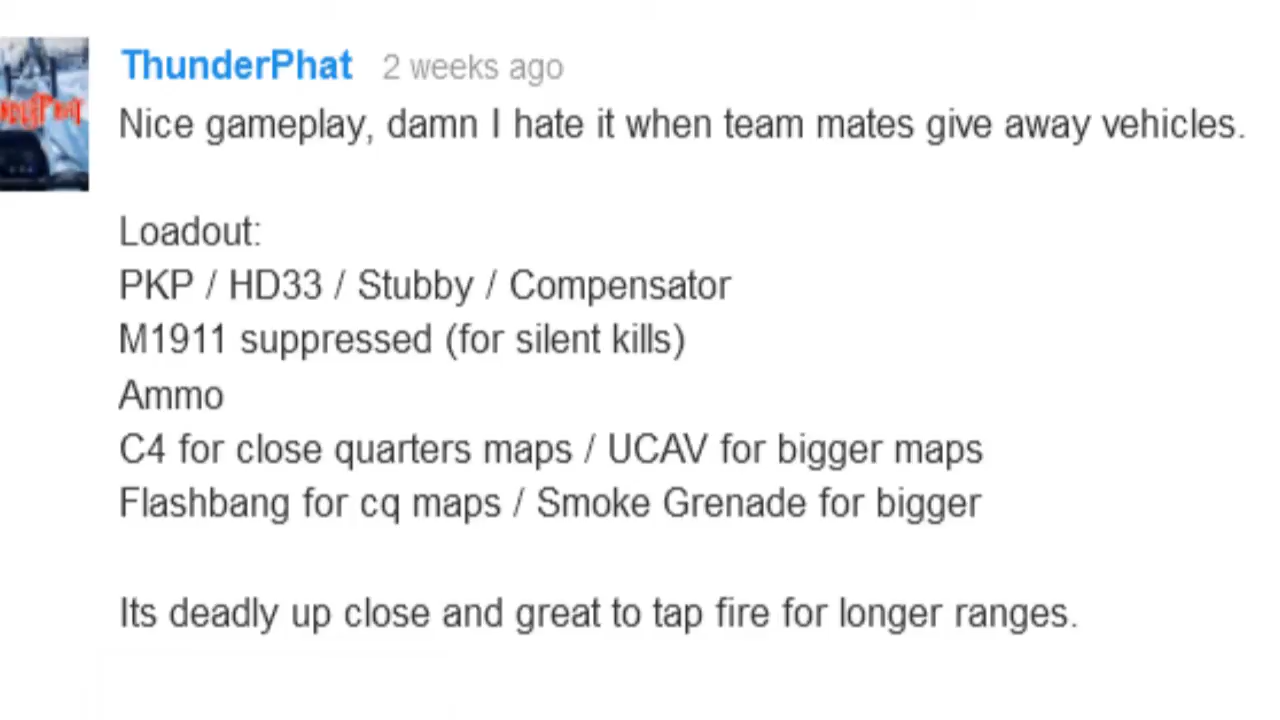 ThunderPhat 2 weeks ago
Nice gameplay, damn I hate it when team mates give away vehicles.
Loadout:
PKP / HD33 / Stubby / Compensator
M1911 suppressed (for silent kills)
Ammo
C4 for close quarters maps / UCAV for bigger maps
Flashbang for cq maps / Smoke Grenade for bigger
Its deadly up close and great to tap fire for longer ranges.